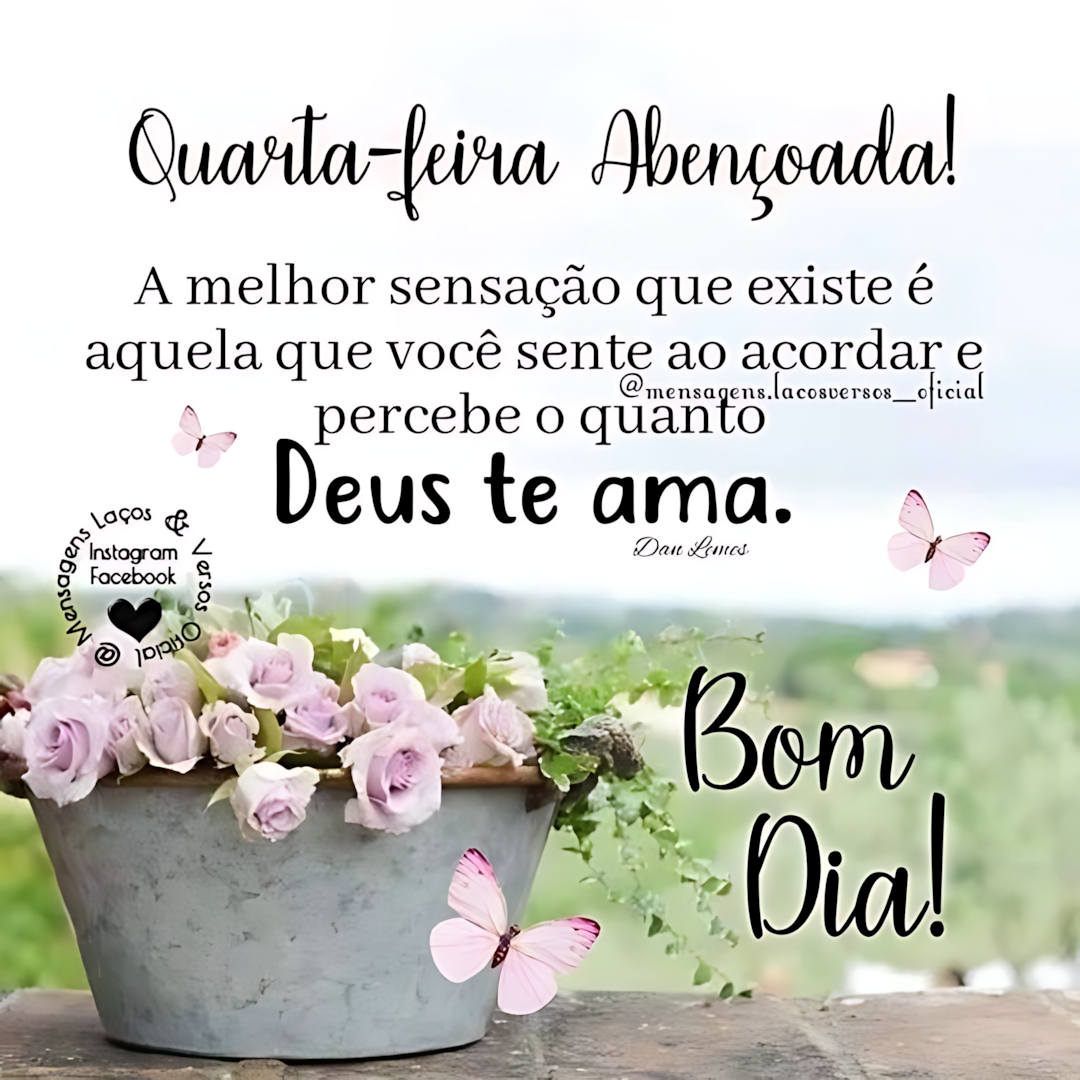 Quarta-feira Abençoada!
A melhor sensação que existe é
aquela que você sente ao acordar e
@mensagens.lacosversos_oficial
percebe o quanto
Deus te ama.
Dan Lemos
@ Mensagens Laços & Versos Oficial
Instagram
Facebook
Bom
Dia!